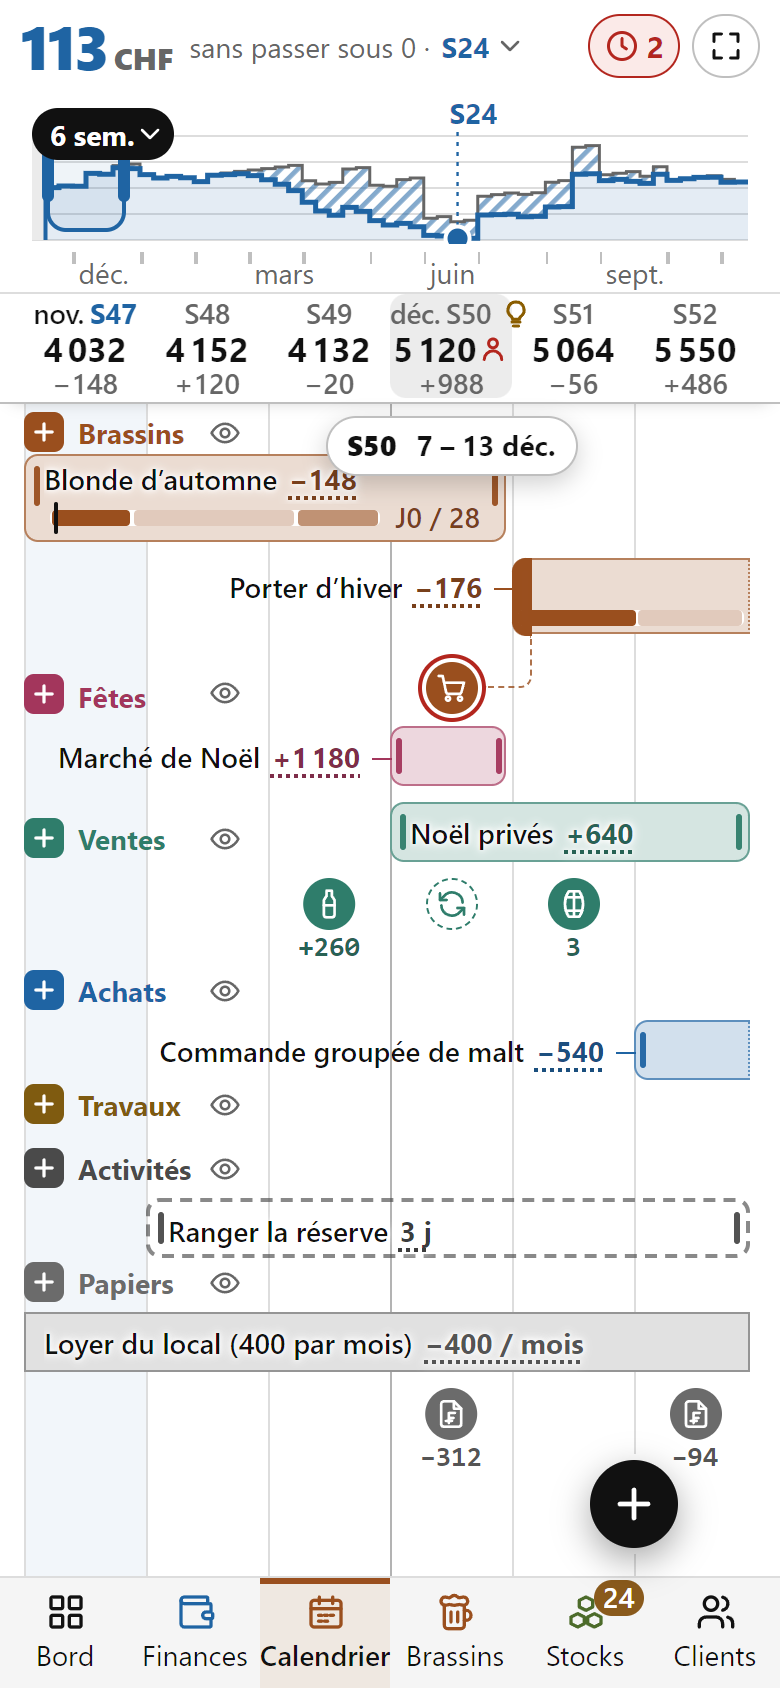 113 CHF sans passer sous 0 · S24
2
S24
6 sem.
déc. mars juin sept.
nov. S47 S48 S49 déc. S50 S51 S52
4 032 4 152 4 132 5 120 5 064 5 550
−148 +120 −20 +988 −56 +486
Brassins
S50 7 – 13 déc.
Blonde d’automne −148
J0 / 28
Porter d’hiver −176
Fêtes
Marché de Noël +1 180
Ventes
Noël privés +640
+260 3
Achats
Commande groupée de malt −540
Travaux
Activités
Ranger la réserve 3 j
Papiers
Loyer du local (400 par mois) −400 / mois
−312 −94
24
Bord Finances Calendrier Brassins Stocks Clients